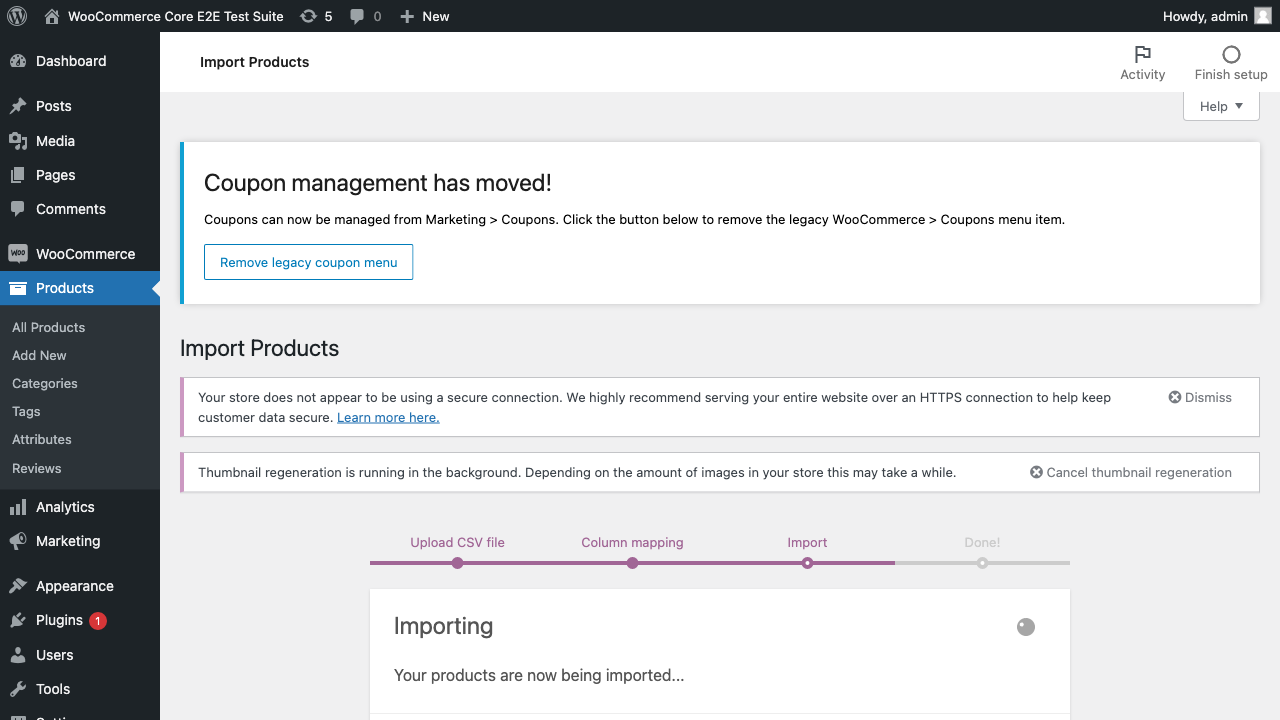 WooCommerce Core E2E Test Suite
5
0
New
Howdy, admin
Dashboard
Posts
Media
Pages
Comments
WooCommerce
Products
All Products
Add New
Categories
Tags
Attributes
Reviews
Analytics
Marketing
Appearance
Plugins 1
Users
Tools
Import Products
Activity
Finish setup
Help
Coupon management has moved!
Coupons can now be managed from Marketing > Coupons. Click the button below to remove the legacy WooCommerce > Coupons menu item.
Remove legacy coupon menu
Import Products
Your store does not appear to be using a secure connection. We highly recommend serving your entire website over an HTTPS connection to help keep
customer data secure. Learn more here.
Dismiss
Thumbnail regeneration is running in the background. Depending on the amount of images in your store this may take a while.
Cancel thumbnail regeneration
Upload CSV file
Column mapping
Import
Done!
Importing
Your products are now being imported...